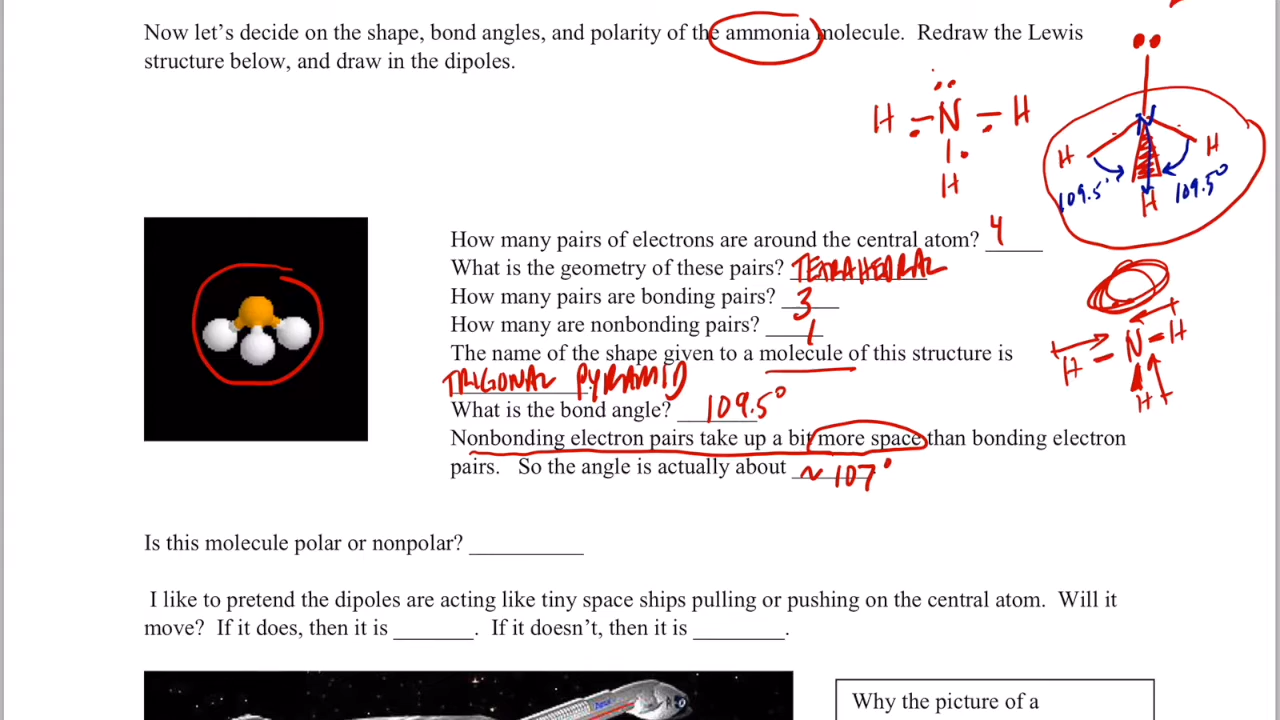 Now let's decide on the shape, bond angles, and polarity of the ammonia molecule. Redraw the Lewis
structure below, and draw in the dipoles.
H N H
H
N
H H
109.5° H 109.5°
How many pairs of electrons are around the central atom? 4
What is the geometry of these pairs? TETRAHEDRAL
How many pairs are bonding pairs? 3
How many are nonbonding pairs? 1
The name of the shape given to a molecule of this structure is
TRIGONAL PYRAMID
H N H
H
What is the bond angle? 109.5°
Nonbonding electron pairs take up a bit more space than bonding electron
pairs. So the angle is actually about ~107°
Is this molecule polar or nonpolar? __________
I like to pretend the dipoles are acting like tiny space ships pulling or pushing on the central atom. Will it
move? If it does, then it is _______. If it doesn't, then it is ________.
Why the picture of a